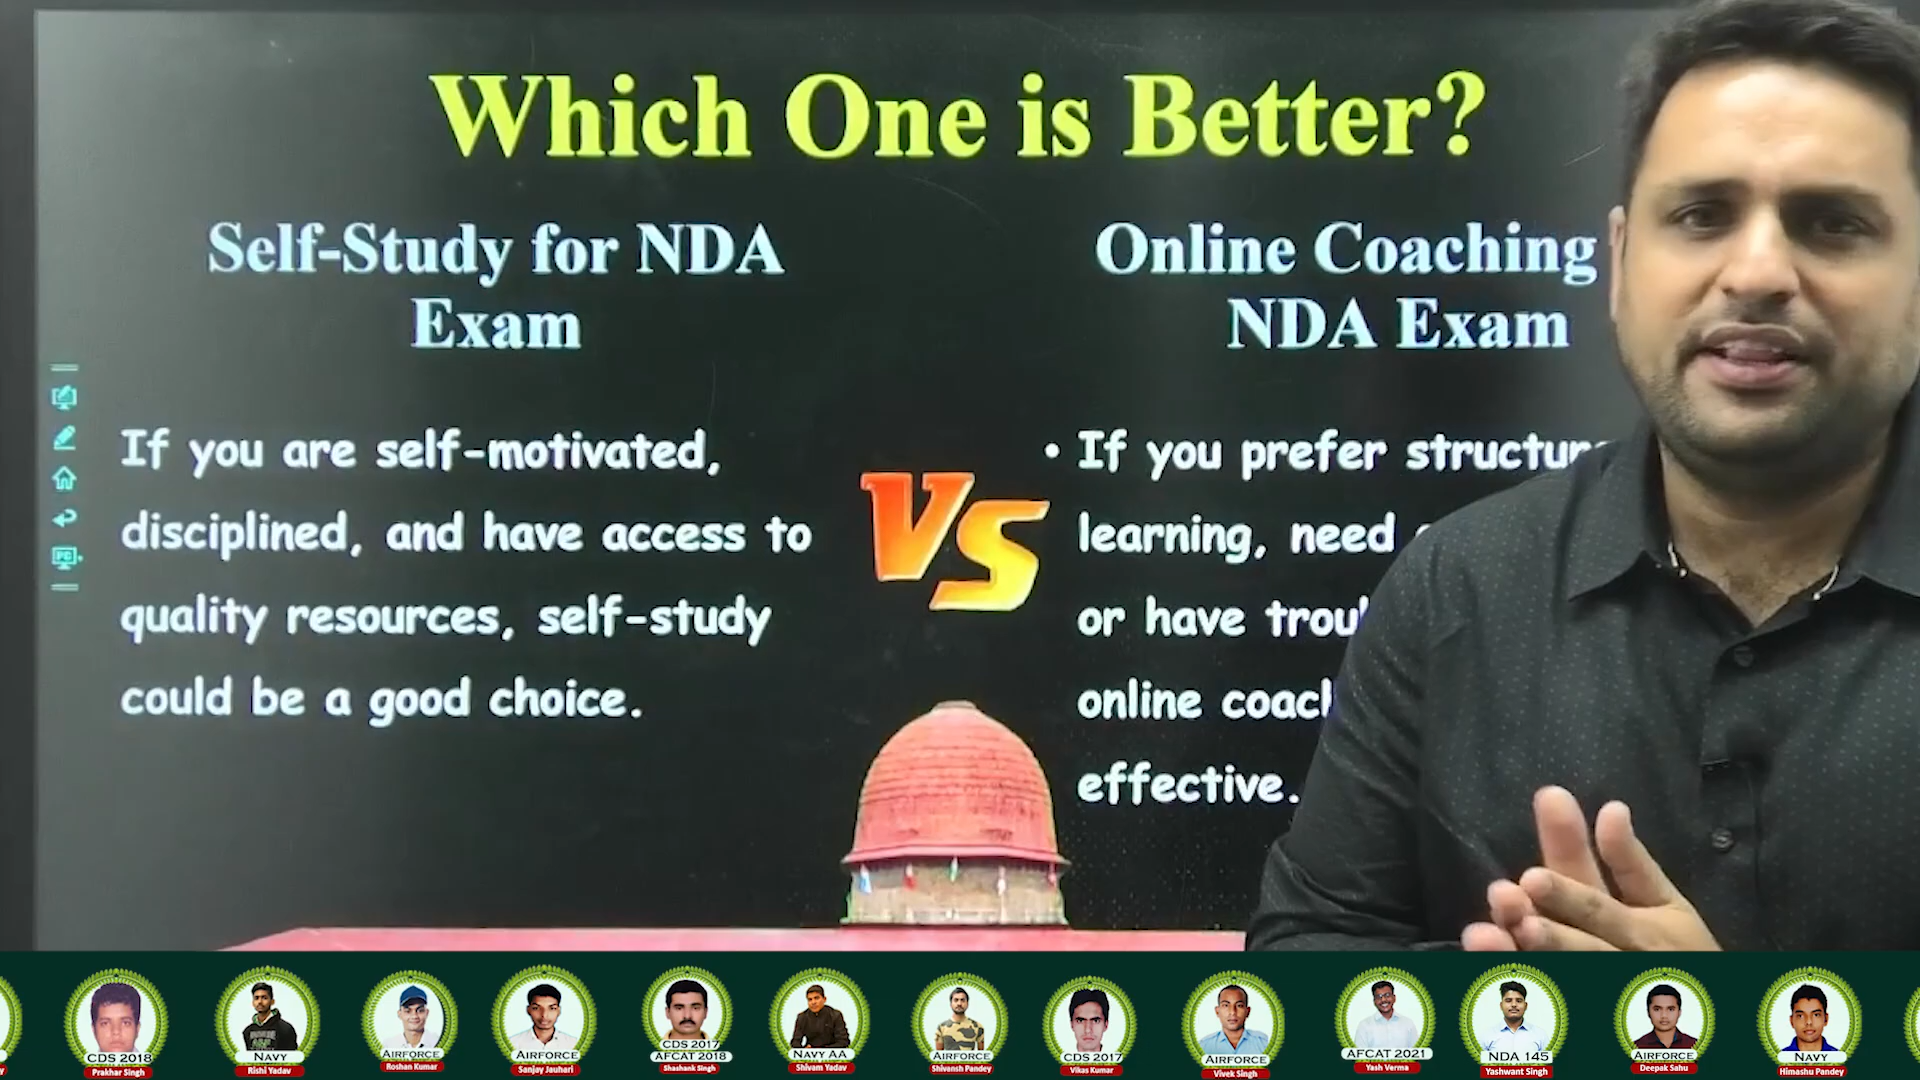 Which One is Better?
Self-Study for NDA
Exam
If you are self-motivated,
disciplined, and have access to
quality resources, self-study
could be a good choice.
VS
Online Coaching
NDA Exam
• If you prefer
learning, need
or have
online
effective.
PC
CDS 2018
Prakhar Singh
NAVY
Rishi Yadav
AIRFORCE
Roshan Kumar
AIRFORCE
Sanjay Jauhari
CDS 2017
AFCAT 2018
Shashank Singh
NAVY AA
Shivam Yadav
AIRFORCE
Shivansh Pandey
CDS 2017
Vikas Kumar
AIRFORCE
Vivek Singh
AFCAT 2021
Yash Verma
NDA 145
Yashwant Singh
AIRFORCE
Deepak Sahu
NAVY
Himashu Pandey